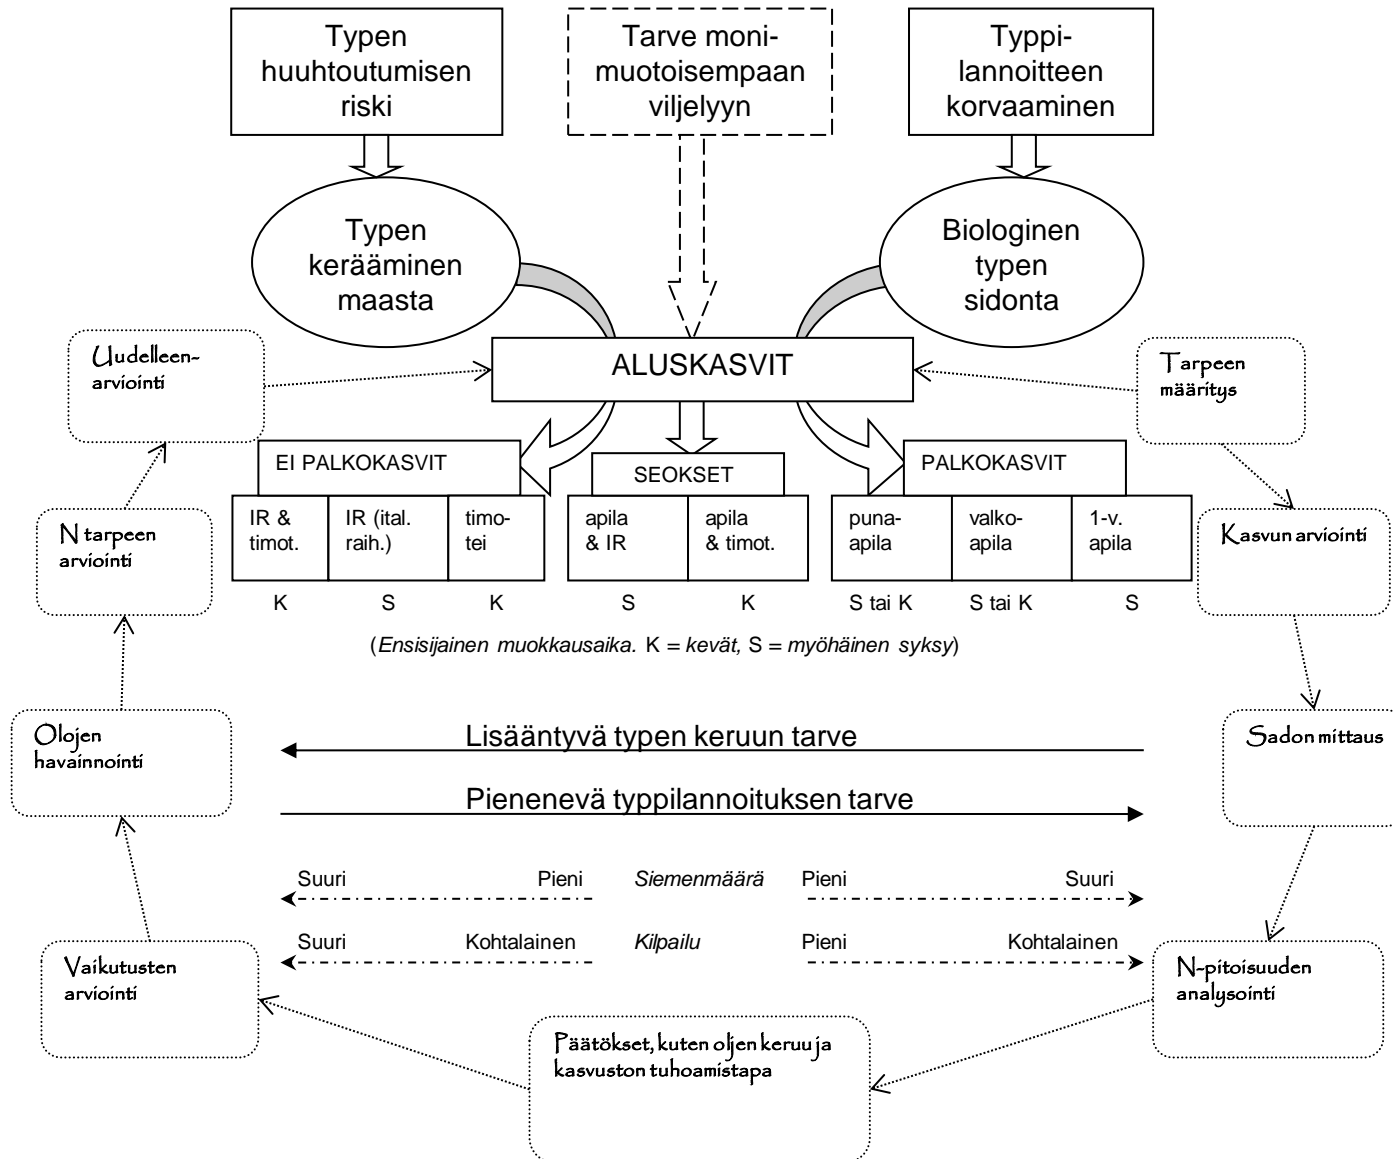 Typen
huuhtoutumisen
riski
Tarve moni-
muotoisempaan
viljelyyn
Typpi-
lannoitteen
korvaaminen
Typen
kerääminen
maasta
Biologinen
typen
sidonta
Uudelleen-
arviointi
ALUSKASVIT
Tarpeen
määritys
EI PALKOKASVIT
SEOKSET
PALKOKASVIT
IR &
timot.
IR (ital.
raih.)
timo-
tei
apila
& IR
apila
& timot.
puna-
apila
valko-
apila
1-v.
apila
N tarpeen
arviointi
Kasvun arviointi
K S K S K S tai K S tai K S
(Ensisijainen muokkausaika. K = kevät, S = myöhäinen syksy)
Olojen
havainnointi
Sadon mittaus
Lisääntyvä typen keruun tarve
Pienenevä typpilannoituksen tarve
Suuri Pieni Siemenmäärä Pieni Suuri
Suuri Kohtalainen Kilpailu Pieni Kohtalainen
Vaikutusten
arviointi
N-pitoisuuden
analysointi
Päätökset, kuten oljen keruu ja
kasvuston tuhoamistapa